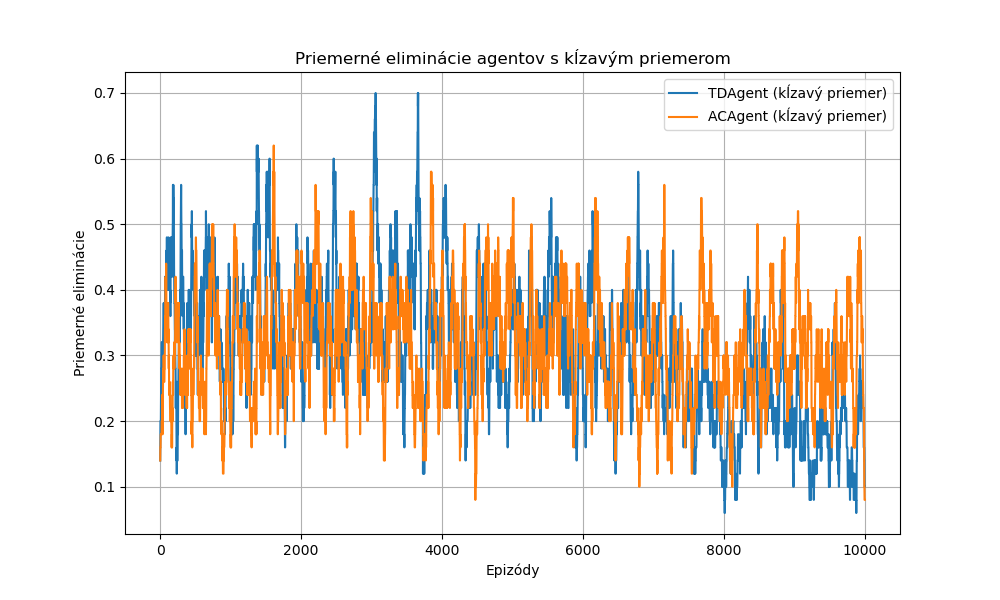 Priemerné eliminácie agentov s kĺzavým priemerom
TDAgent (kĺzavý priemer)
ACAgent (kĺzavý priemer)
Priemerné eliminácie
0.7
0.6
0.5
0.4
0.3
0.2
0.1
0 2000 4000 6000 8000 10000
Epizódy